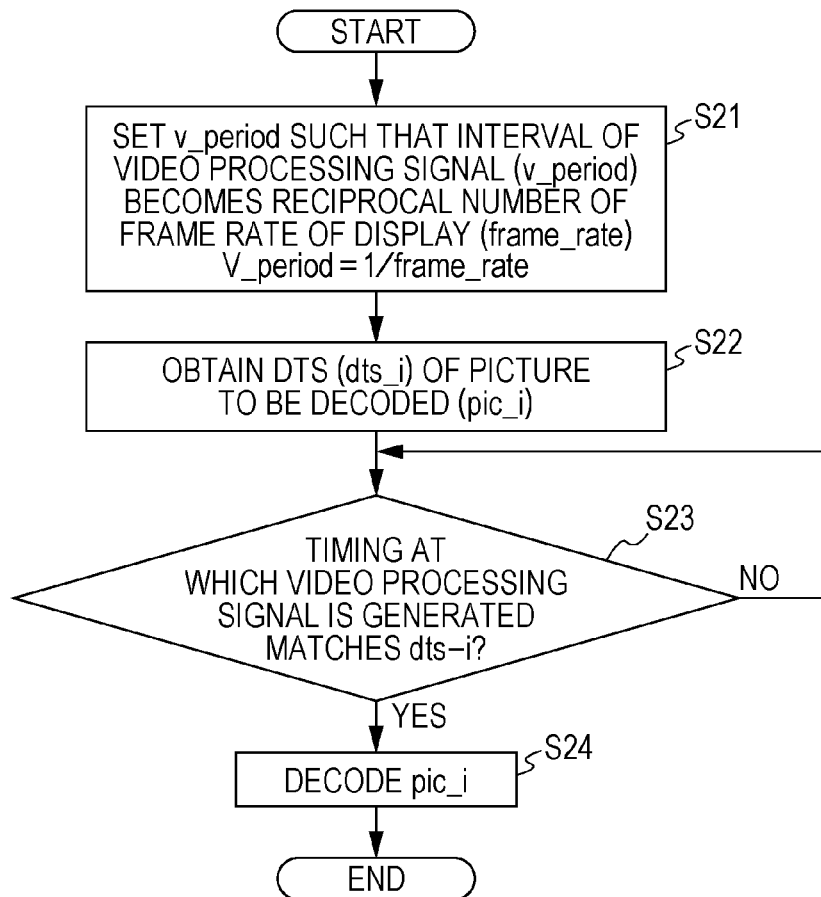 START
S21
SET v_period SUCH THAT INTERVAL OF
VIDEO PROCESSING SIGNAL (v_period)
BECOMES RECIPROCAL NUMBER OF
FRAME RATE OF DISPLAY (frame_rate)
V_period = 1/frame_rate
S22
OBTAIN DTS (dts_i) OF PICTURE
TO BE DECODED (pic_i)
S23
TIMING AT
WHICH VIDEO PROCESSING
SIGNAL IS GENERATED
MATCHES dts-i?
NO
YES
S24
DECODE pic_i
END